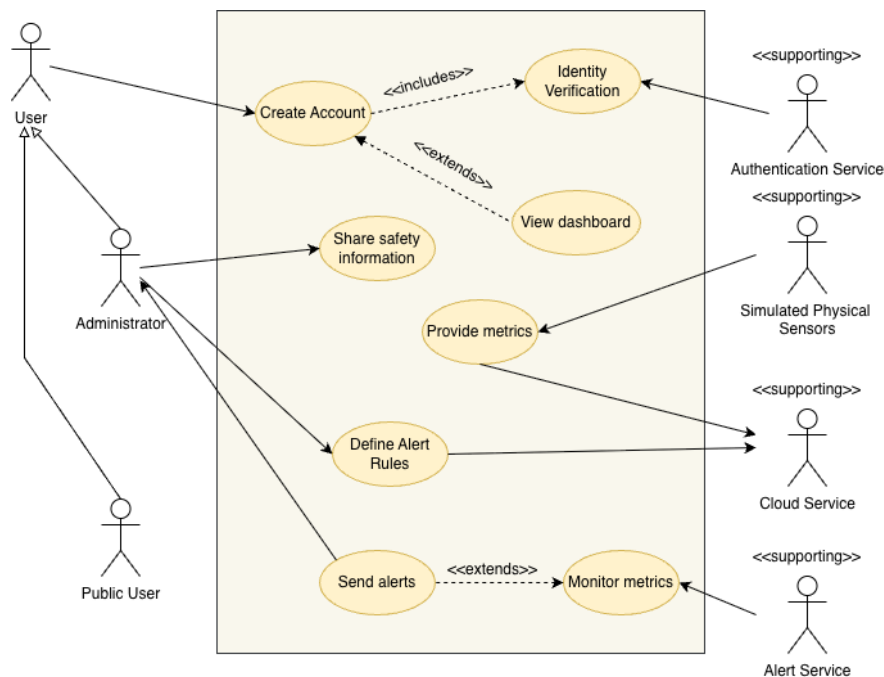 <<supporting>>
<<includes>>
Identity
Verification
Create Account
User
<<extends>>
Authentication Service
<<supporting>>
View dashboard
Share safety
information
Administrator
Simulated Physical
Sensors
Provide metrics
<<supporting>>
Define Alert
Rules
Cloud Service
<<supporting>>
<<extends>>
Send alerts
Monitor metrics
Public User
Alert Service